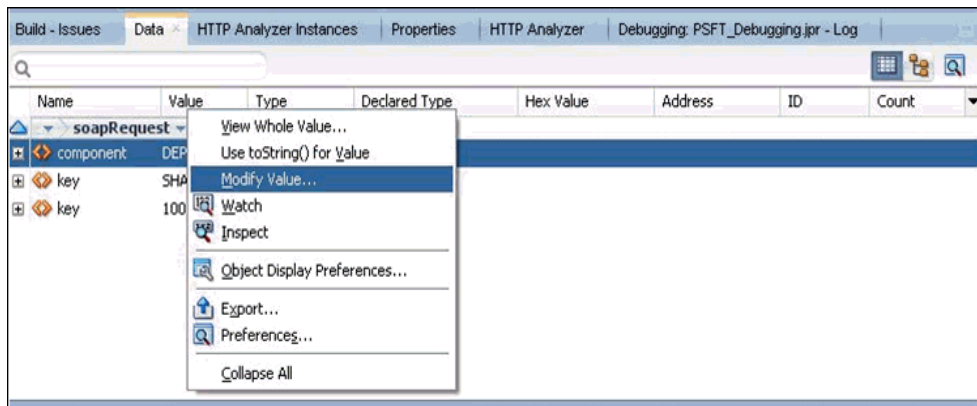 Build - Issues Data HTTP Analyzer Instances Properties HTTP Analyzer Debugging: PSFT_Debugging.jpr - Log
Name Value Type Declared Type Hex Value Address ID Count
soapRequest
component DEP
key SHA
key 100
View Whole Value...
Use toString() for Value
Modify Value...
Watch
Inspect
Object Display Preferences...
Export...
Preferences...
Collapse All